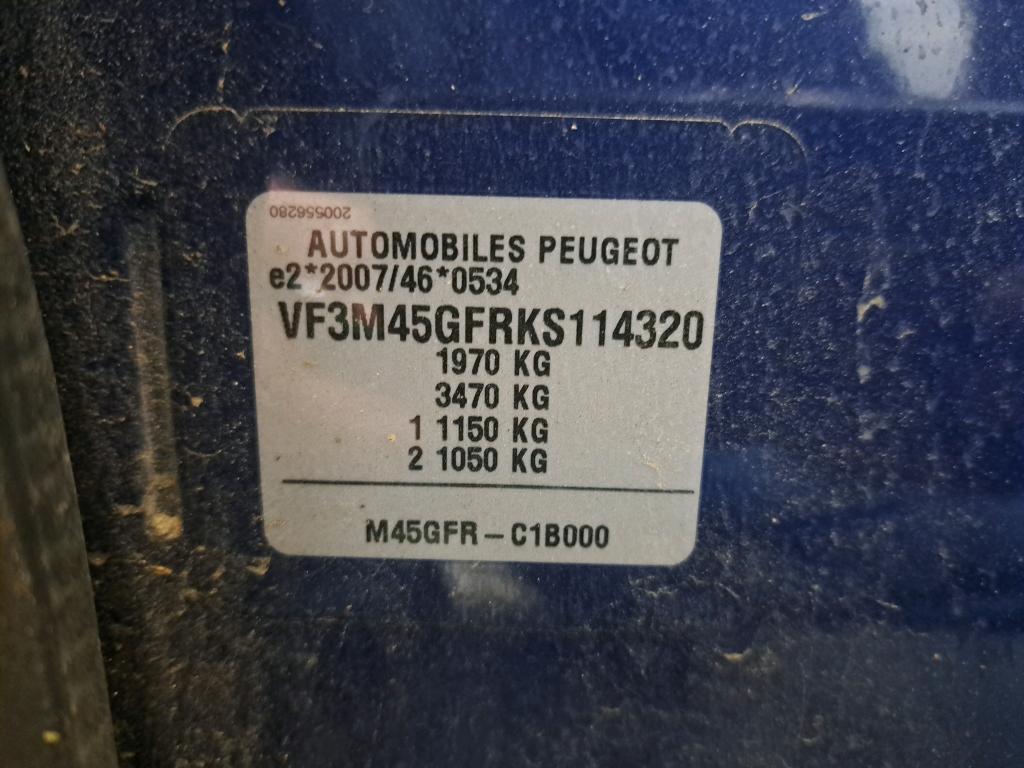 200556280
AUTOMOBILES PEUGEOT
e2*2007/46*0534
VF3M45GFRKS114320
1970 KG
3470 KG
1 1150 KG
2 1050 KG
M45GFR – C1B000